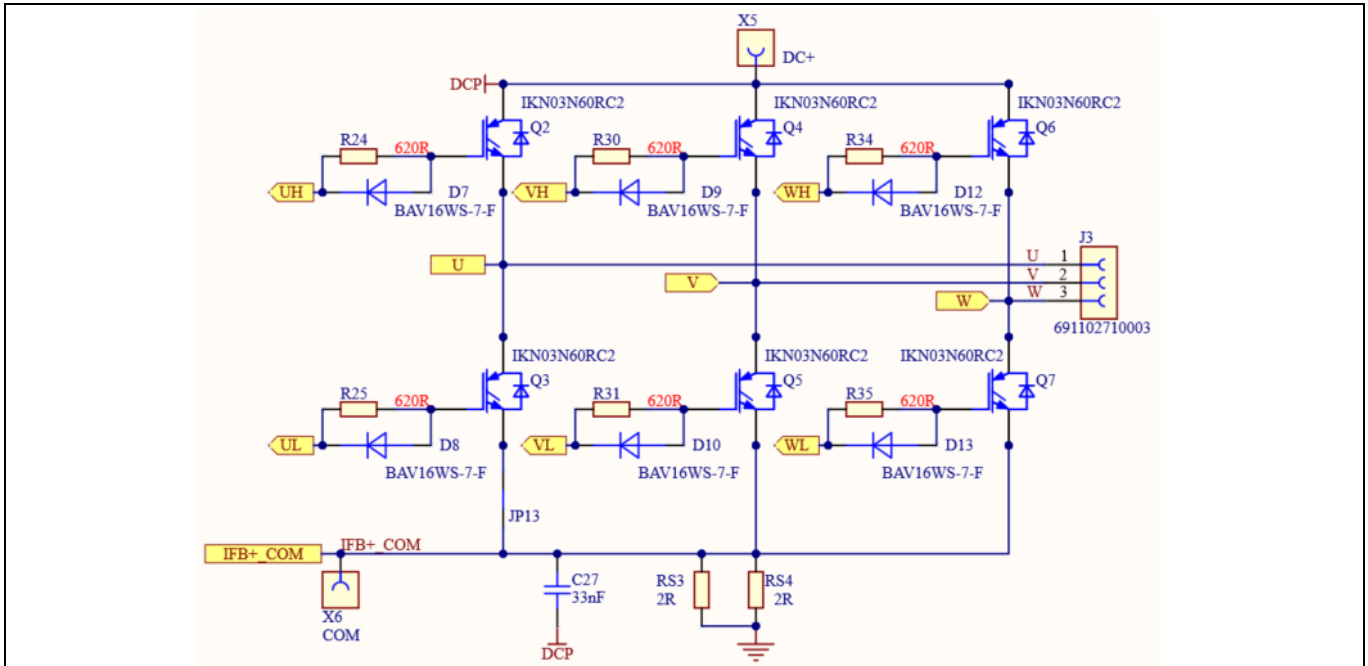 X5
DC+
DCP
IKN03N60RC2
IKN03N60RC2
IKN03N60RC2
Q2
Q4
Q6
R24
620R
R30
620R
R34
620R
UH
D7
VH
D9
WH
D12
BAV16WS-7-F
BAV16WS-7-F
BAV16WS-7-F
J3
U
U 1
V
V 2
W
W 3
691102710003
IKN03N60RC2
IKN03N60RC2
IKN03N60RC2
Q3
Q5
Q7
R25
620R
R31
620R
R35
620R
UL
D8
VL
D10
WL
D13
BAV16WS-7-F
BAV16WS-7-F
BAV16WS-7-F
JP13
IFB+_COM
IFB+_COM
C27
33nF
RS3
2R
RS4
2R
X6
COM
DCP